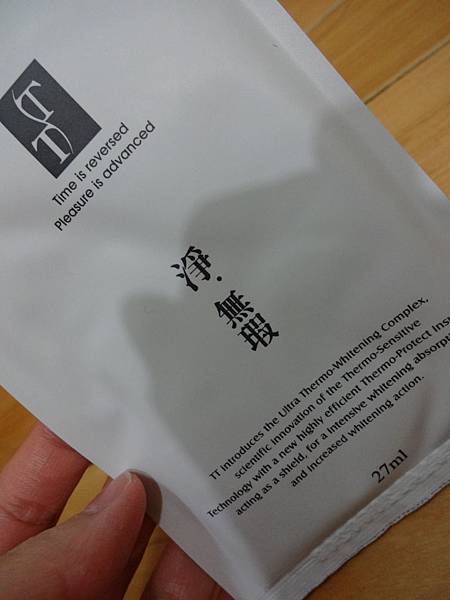 TT
Time is reversed
Pleasure is advanced
淨.無瑕
TT introduces the Ultra Thermo-Whitening Complex,
scientific innovation of the Thermo-Sensitive
Technology with a new highly efficient Thermo-Protect
acting as a shield, for a intensive whitening
and increased whitening action.
27ml